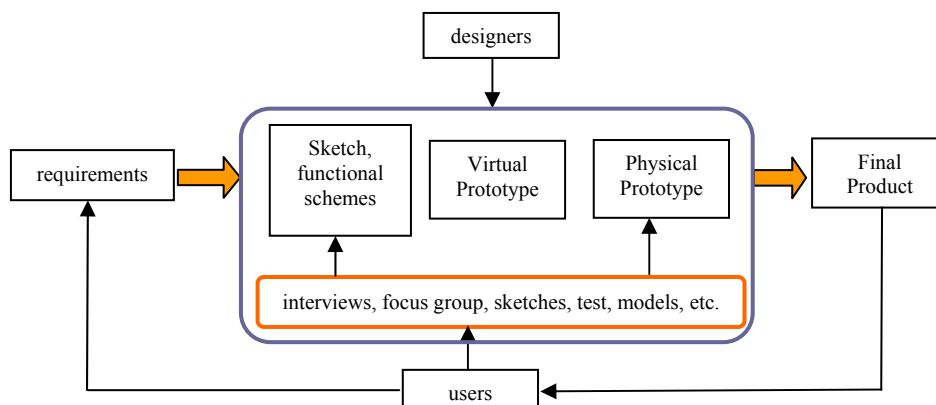 designers
requirements
Sketch,
functional
schemes
Virtual
Prototype
Physical
Prototype
Final
Product
interviews, focus group, sketches, test, models, etc.
users